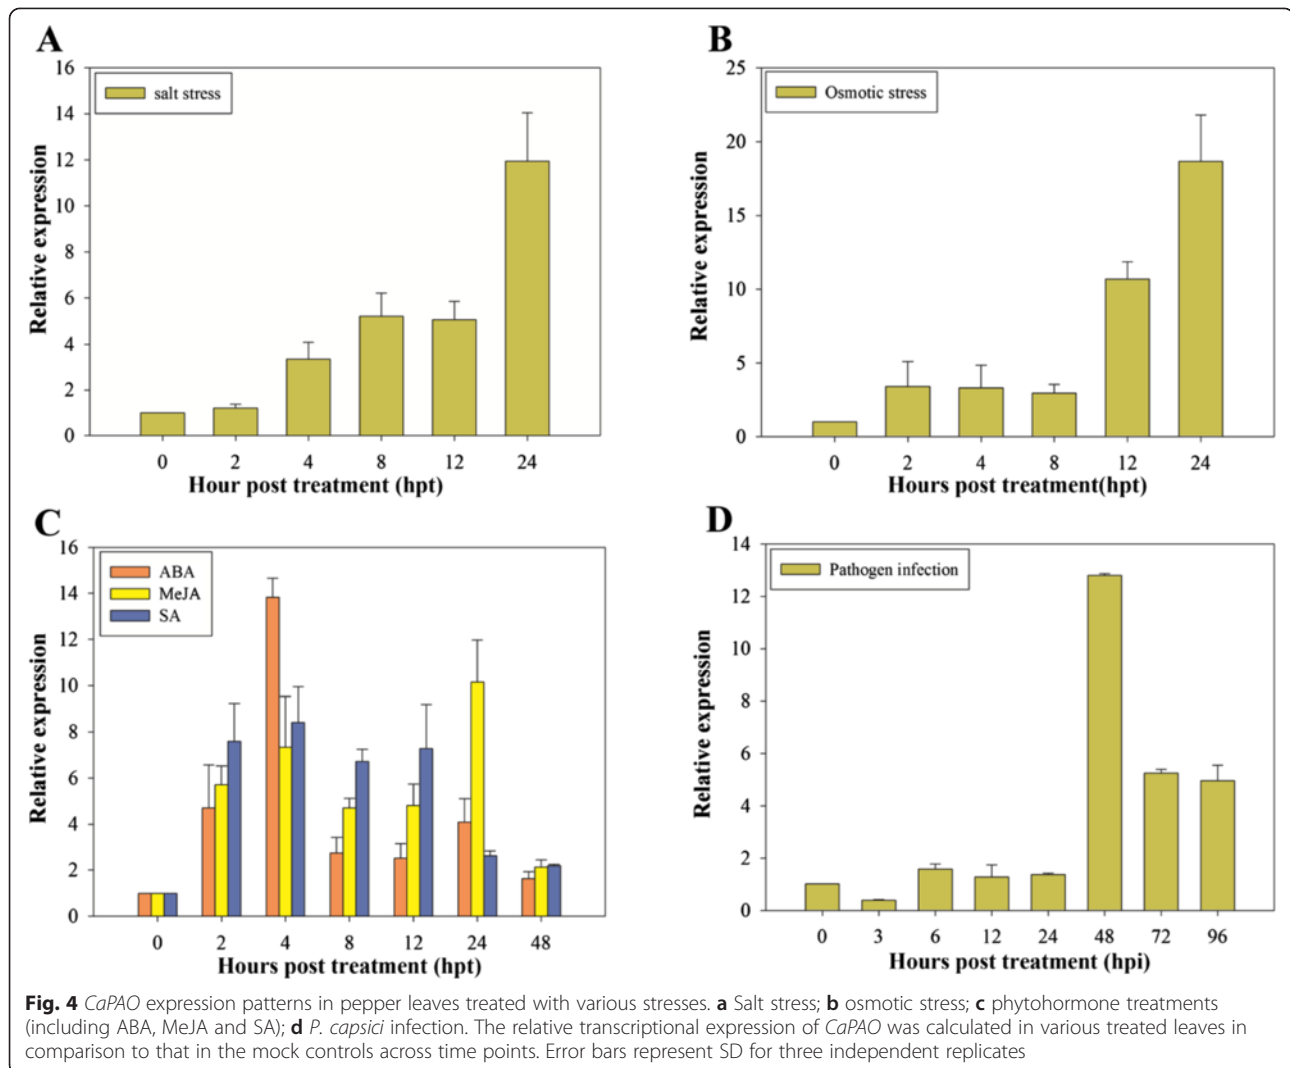 A
16
14
12
10
8
6
4
2
0
Relative expression
salt stress
0 2 4 8 12 24
Hour post treatment (hpt)
B
25
20
15
10
5
0
Relative expression
Osmotic stress
0 2 4 8 12 24
Hours post treatment(hpt)
C
16
14
12
10
8
6
4
2
0
Relative expression
ABA
MeJA
SA
0 2 4 8 12 24 48
Hours post treatment (hpt)
D
14
12
10
8
6
4
2
0
Relative expression
Pathogen infection
0 3 6 12 24 48 72 96
Hours post treatment (hpi)
Fig. 4 CaPAO expression patterns in pepper leaves treated with various stresses. a Salt stress; b osmotic stress; c phytohormone treatments
(including ABA, MeJA and SA); d P. capsici infection. The relative transcriptional expression of CaPAO was calculated in various treated leaves in
comparison to that in the mock controls across time points. Error bars represent SD for three independent replicates